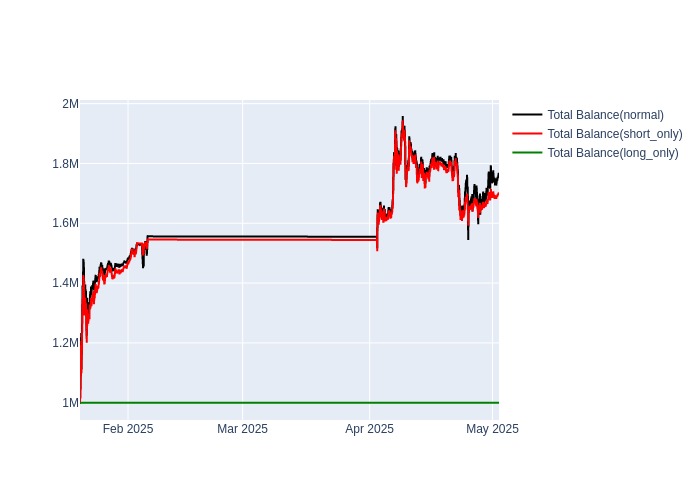 2M
1.8M
1.6M
1.4M
1.2M
1M
Feb 2025
Mar 2025
Apr 2025
May 2025
Total Balance(normal)
Total Balance(short_only)
Total Balance(long_only)